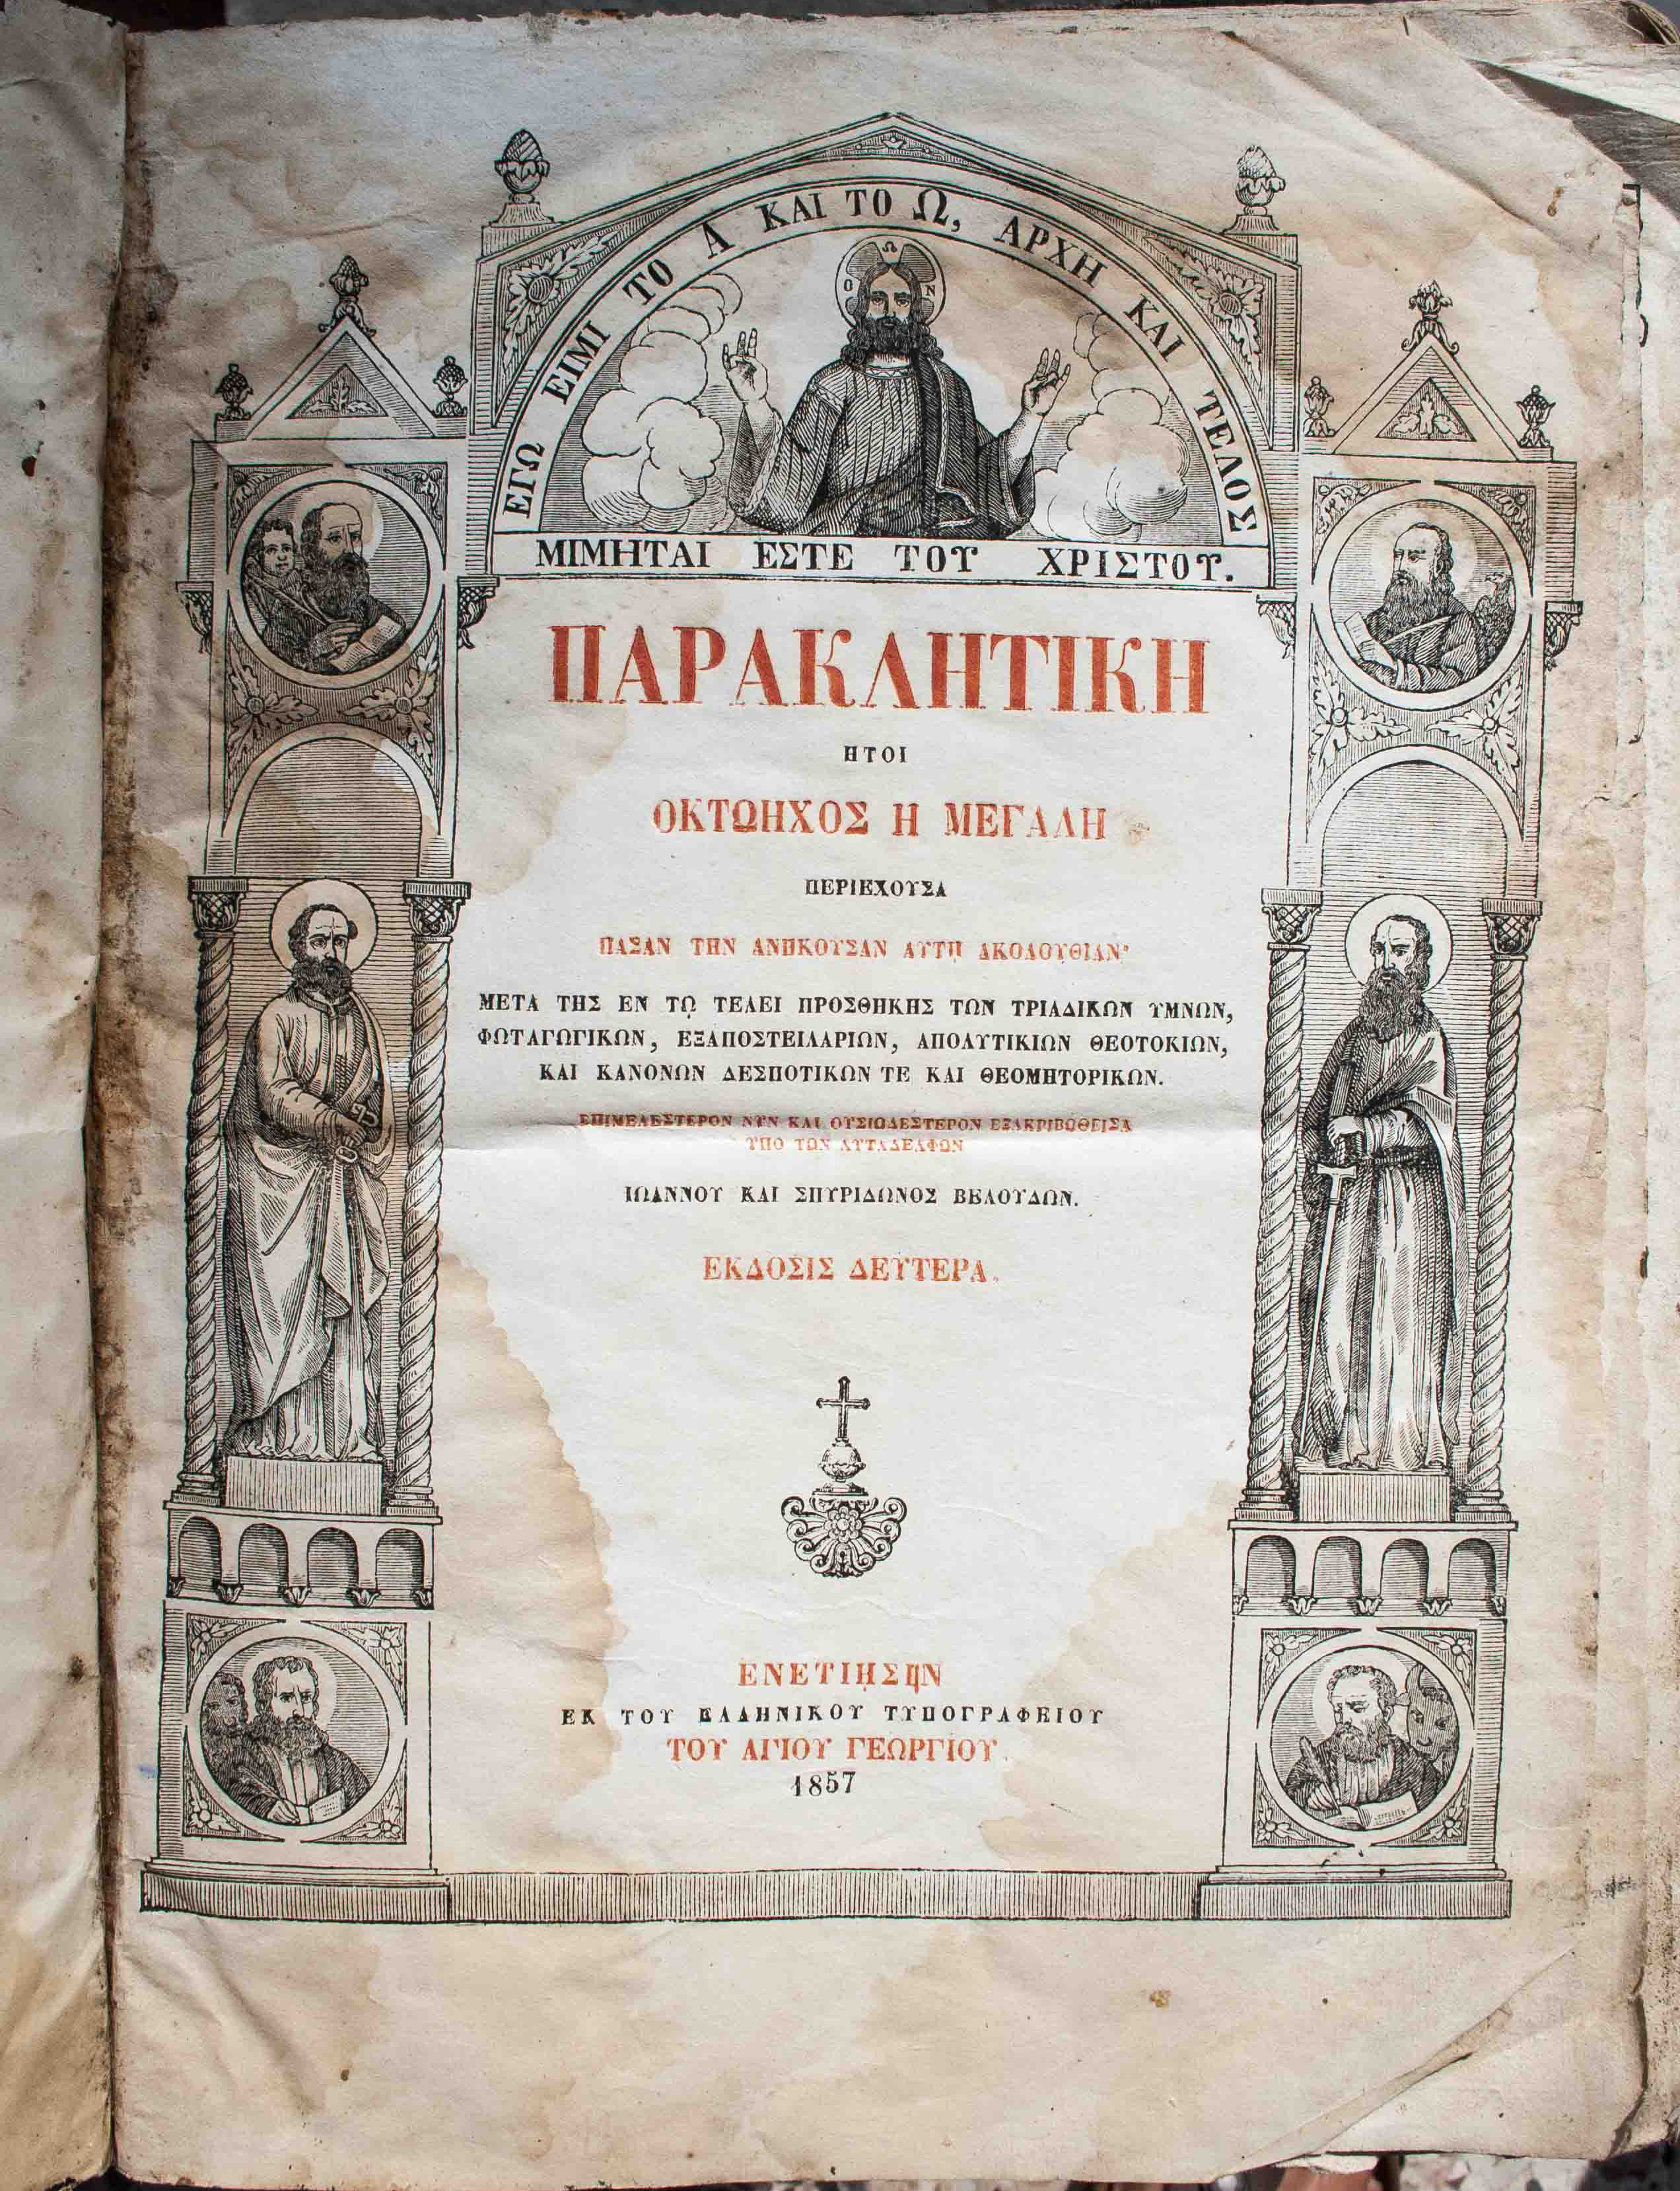 ΕΓΩ ΕΙΜΙ ΤΟ Α ΚΑΙ ΤΟ Ω, ΑΡΧΗ ΚΑΙ ΤΕΛΟΣ
Ο Ω Ν
ΜΙΜΗΤΑΙ ΕΣΤΕ ΤΟΥ ΧΡΙΣΤΟΥ.
ΠΑΡΑΚΛΗΤΙΚΗ
ΗΤΟΙ
ΟΚΤΩΗΧΟΣ Η ΜΕΓΑΛΗ
ΠΕΡΙΕΧΟΥΣΑ
ΠΑΣΑΝ ΤΗΝ ΑΝΗΚΟΥΣΑΝ ΑΥΤῌ ΑΚΟΛΟΥΘΙΑΝ·
ΜΕΤΑ ΤΗΣ ΕΝ Τῼ ΤΕΛΕΙ ΠΡΟΣΘΗΚΗΣ ΤΩΝ ΤΡΙΑΔΙΚΩΝ ΥΜΝΩΝ,
ΦΩΤΑΓΩΓΙΚΩΝ, ΕΞΑΠΟΣΤΕΙΛΑΡΙΩΝ, ΑΠΟΛΥΤΙΚΙΩΝ ΘΕΟΤΟΚΙΩΝ,
ΚΑΙ ΚΑΝΟΝΩΝ ΔΕΣΠΟΤΙΚΩΝ ΤΕ ΚΑΙ ΘΕΟΜΗΤΟΡΙΚΩΝ.
ΕΠΙΜΕΛΕΣΤΕΡΟΝ ΝΥΝ ΚΑΙ ΟΥΣΙΩΔΕΣΤΕΡΟΝ ΕΞΑΚΡΙΒΩΘΕΙΣΑ
ΥΠΟ ΤΩΝ ΑΥΤΑΔΕΛΦΩΝ
ΙΩΑΝΝΟΥ ΚΑΙ ΣΠΥΡΙΔΩΝΟΣ ΒΕΛΟΥΔΩΝ.
ΕΚΔΟΣΙΣ ΔΕΥΤΕΡΑ.
ΕΝΕΤΙῌΣΙΝ
ΕΚ ΤΟΥ ΕΛΛΗΝΙΚΟΥ ΤΥΠΟΓΡΑΦΕΙΟΥ
ΤΟΥ ΑΓΙΟΥ ΓΕΩΡΓΙΟΥ.
1857